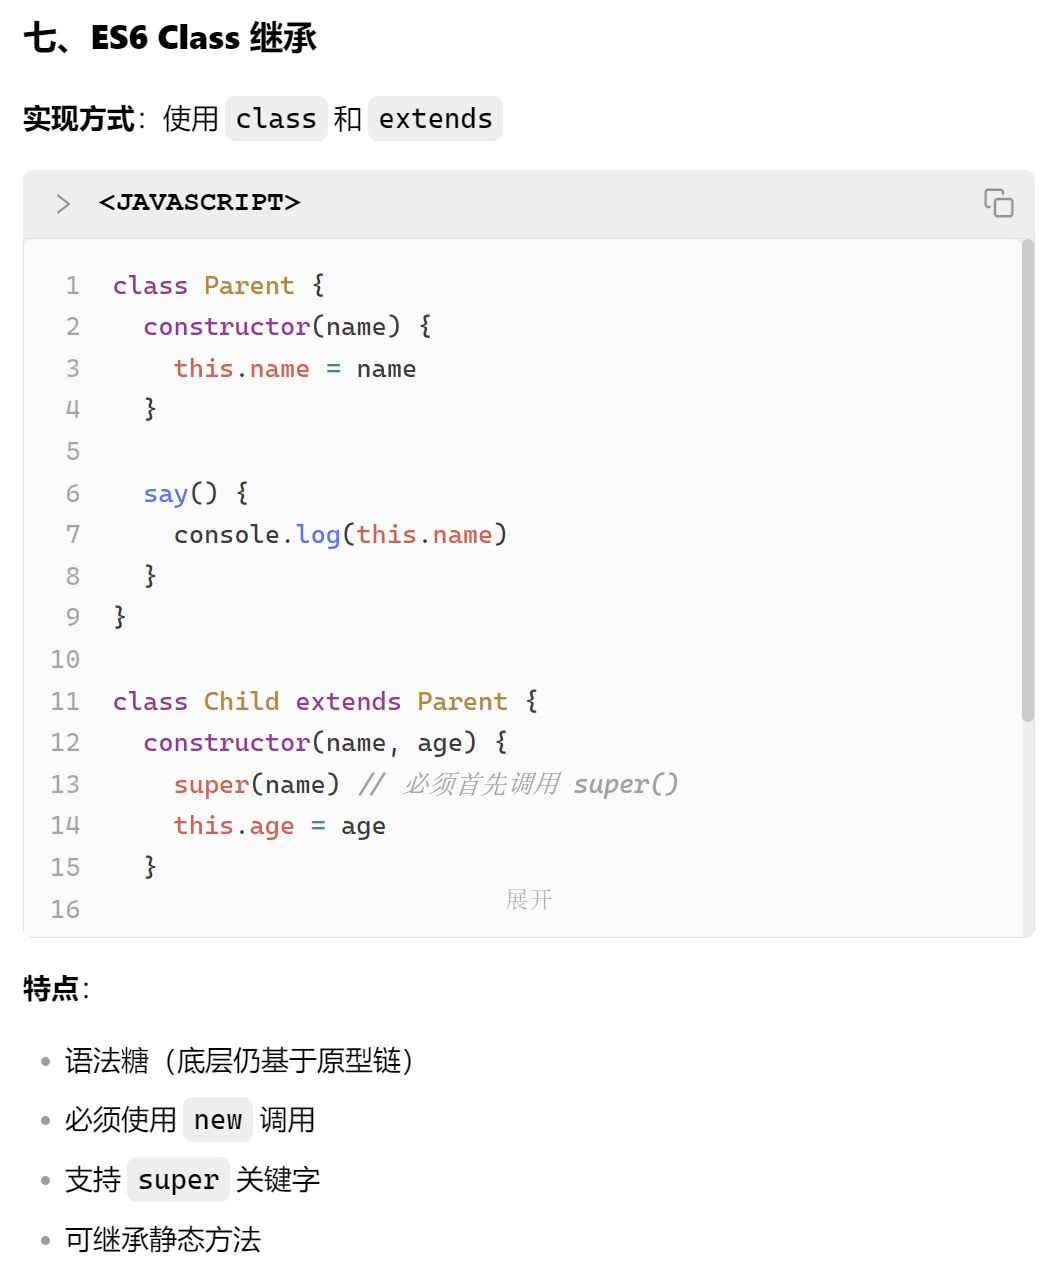 七、ES6 Class 继承
实现方式：使用 class 和 extends
<JAVASCRIPT>
1 class Parent {
2   constructor(name) {
3     this.name = name
4   }
5
6   say() {
7     console.log(this.name)
8   }
9 }
10
11 class Child extends Parent {
12   constructor(name, age) {
13     super(name) // 必须首先调用 super()
14     this.age = age
15   }
展开
16
特点：
语法糖（底层仍基于原型链）
必须使用 new 调用
支持 super 关键字
可继承静态方法